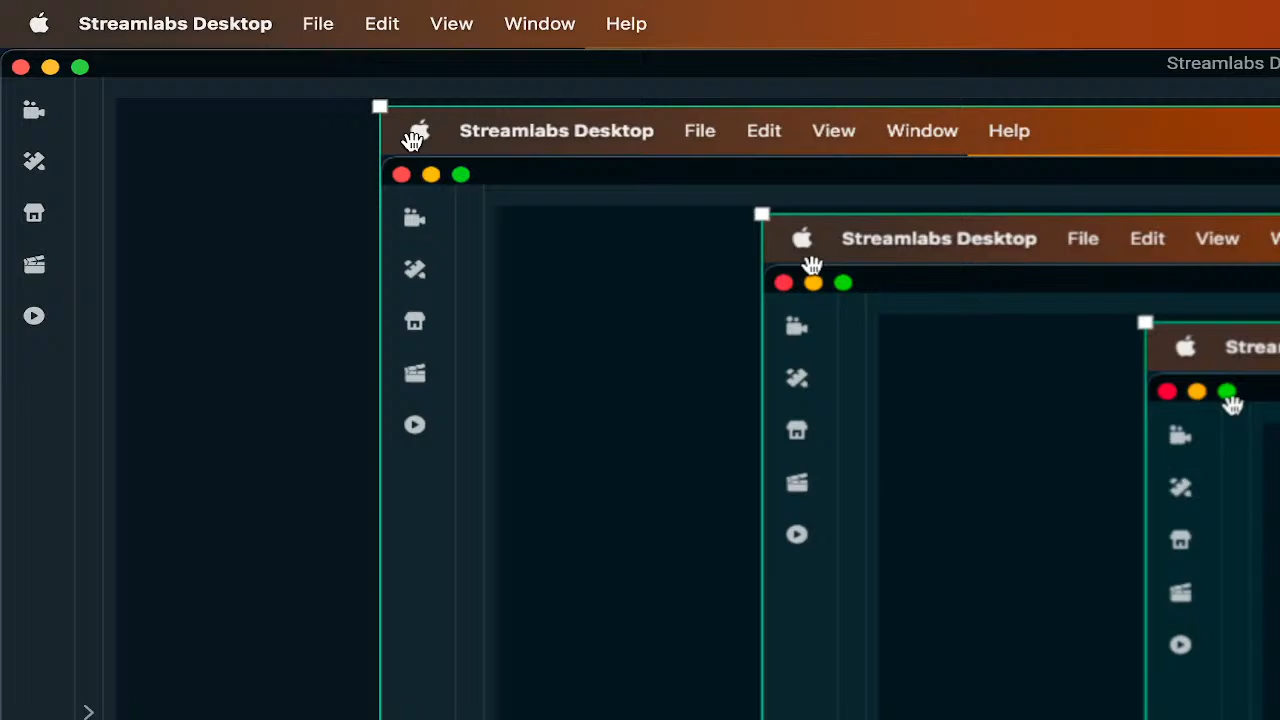 Streamlabs Desktop File Edit View Window Help
Streamlabs D
Streamlabs Desktop File Edit View Window Help
Streamlabs Desktop File Edit View W
Strea